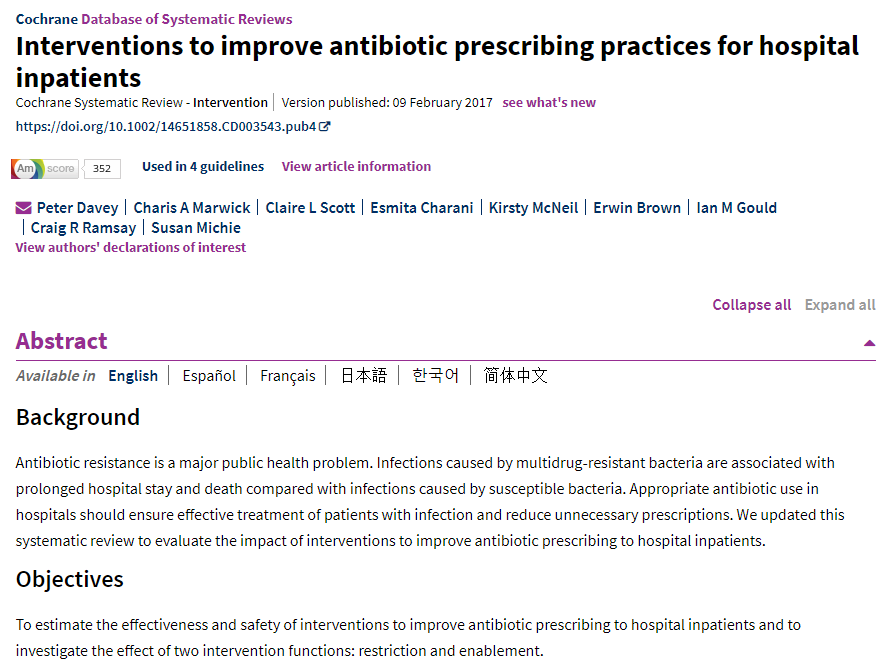 Cochrane Database of Systematic Reviews
Interventions to improve antibiotic prescribing practices for hospital
inpatients
Cochrane Systematic Review - Intervention | Version published: 09 February 2017 see what's new
https://doi.org/10.1002/14651858.CD003543.pub4
Am score 352 Used in 4 guidelines View article information
Peter Davey | Charis A Marwick | Claire L Scott | Esmita Charani | Kirsty McNeil | Erwin Brown | Ian M Gould
| Craig R Ramsay | Susan Michie
View authors' declarations of interest
Collapse all Expand all
Abstract
Available in English | Español | Français | 日本語 | 한국어 | 简体中文
Background
Antibiotic resistance is a major public health problem. Infections caused by multidrug-resistant bacteria are associated with
prolonged hospital stay and death compared with infections caused by susceptible bacteria. Appropriate antibiotic use in
hospitals should ensure effective treatment of patients with infection and reduce unnecessary prescriptions. We updated this
systematic review to evaluate the impact of interventions to improve antibiotic prescribing to hospital inpatients.
Objectives
To estimate the effectiveness and safety of interventions to improve antibiotic prescribing to hospital inpatients and to
investigate the effect of two intervention functions: restriction and enablement.